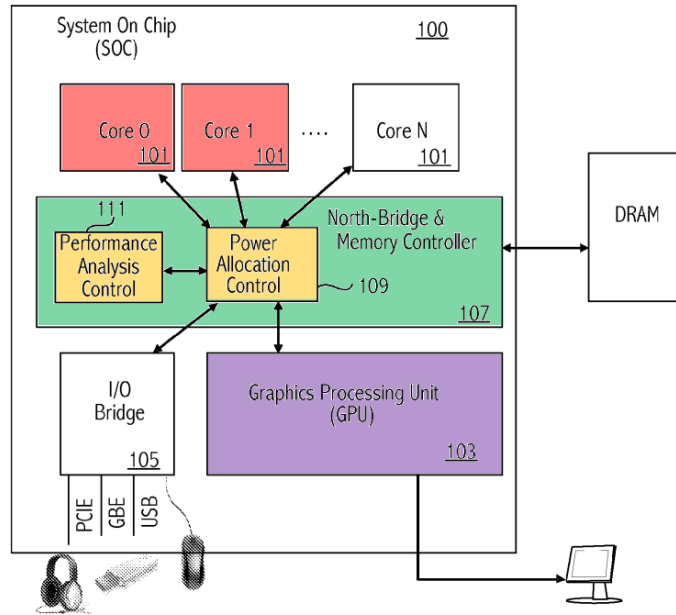 System On Chip
(SOC)
100
Core 0
101
Core 1
101
....
Core N
101
111
Performance
Analysis
Control
Power
Allocation
Control
109
North-Bridge &
Memory Controller
107
DRAM
I/O
Bridge
105
Graphics Processing Unit
(GPU)
103
PCIE
GBE
USB